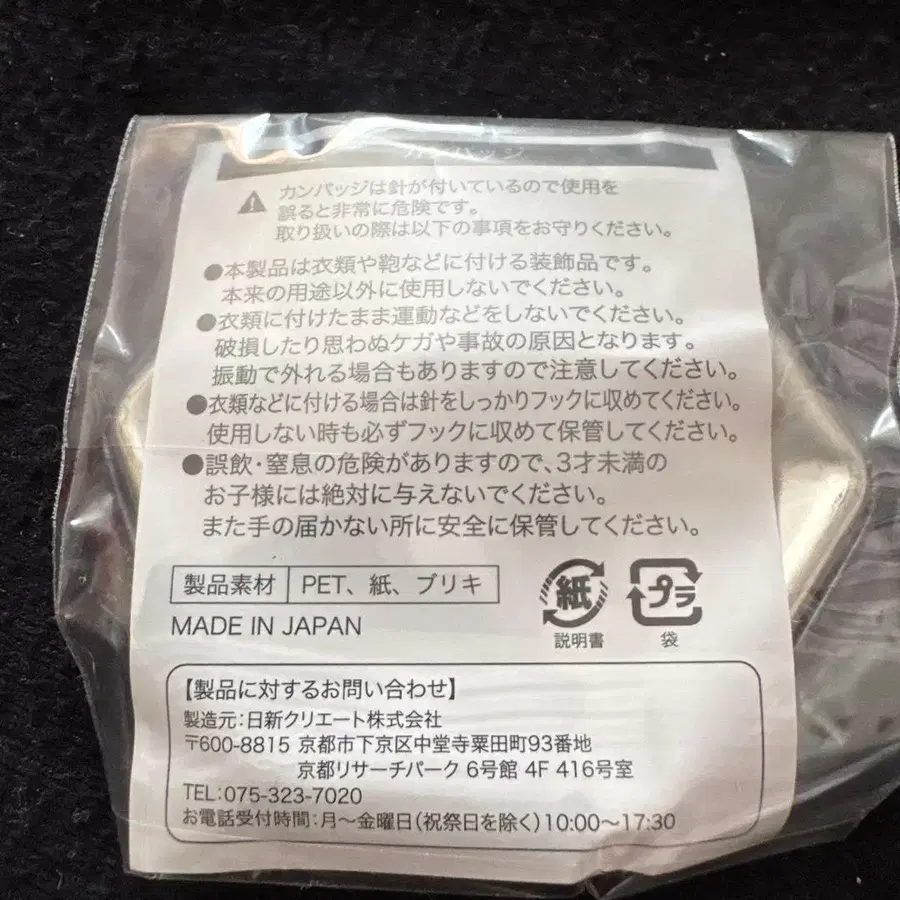 カンバッジ
カンバッジは針が付いているので使用を
誤ると非常に危険です。
取り扱いの際は以下の事項をお守りください。
●本製品は衣類や鞄などに付ける装飾品です。
本来の用途以外に使用しないでください。
●衣類に付けたまま運動などをしないでください。
破損したり思わぬケガや事故の原因となります。
振動で外れる場合もありますので注意してください。
●衣類などに付ける場合は針をしっかりフックに収めてください。
使用しない時も必ずフックに収めて保管してください。
●誤飲・窒息の危険がありますので、3才未満の
お子様には絶対に与えないでください。
また手の届かない所に安全に保管してください。
製品素材 PET、紙、ブリキ
紙 プラ
説明書 袋
MADE IN JAPAN
【製品に対するお問い合わせ】
製造元:日新クリエート株式会社
〒600-8815 京都市下京区中堂寺粟田町93番地
京都リサーチパーク 6号館 4F 416号室
TEL:075-323-7020
お電話受付時間:月～金曜日(祝祭日を除く)10:00～17:30